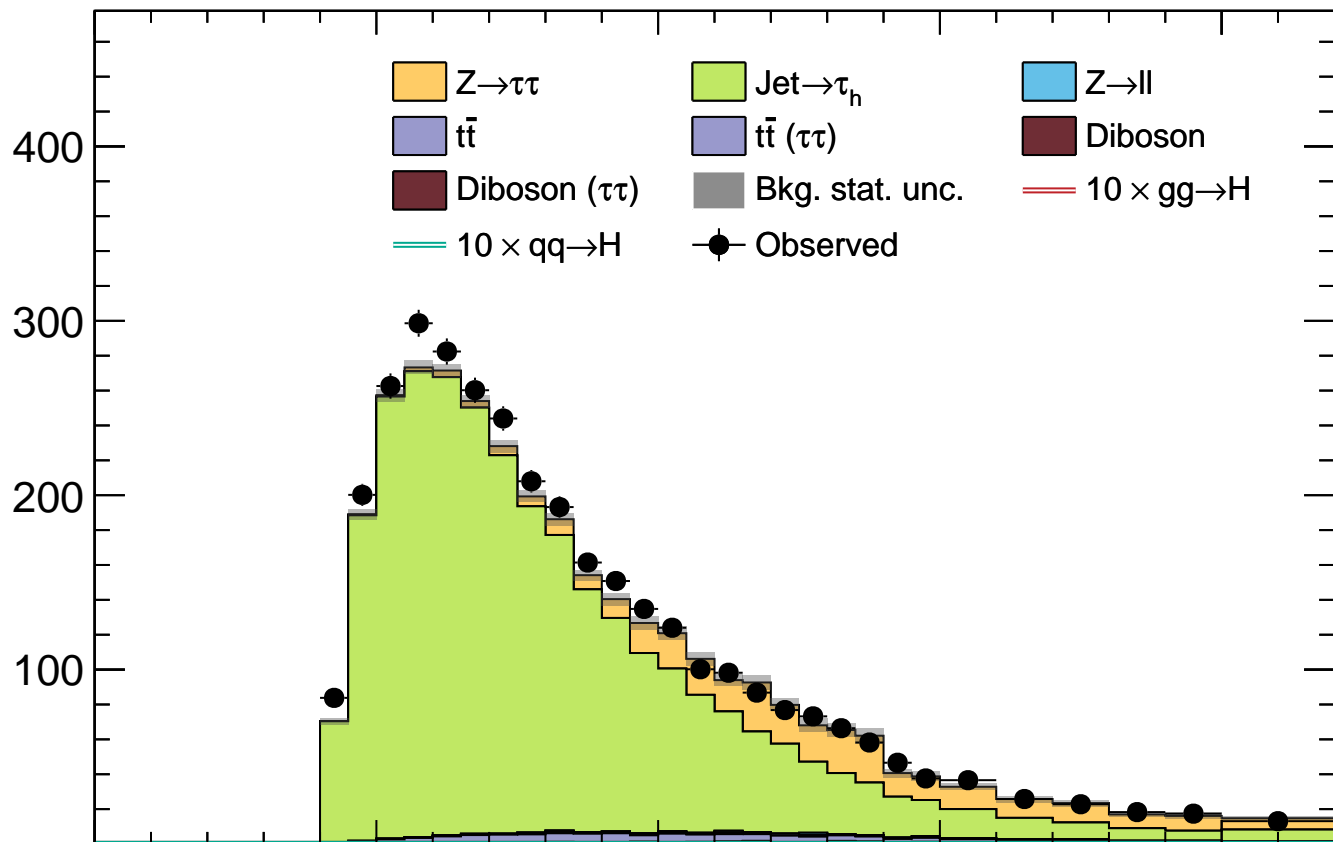 Z→ττ Jet→τh Z→ll
tt̄ tt̄ (ττ) Diboson
Diboson (ττ) Bkg. stat. unc. 10 × gg→H
10 × qq→H Observed
400
300
200
100